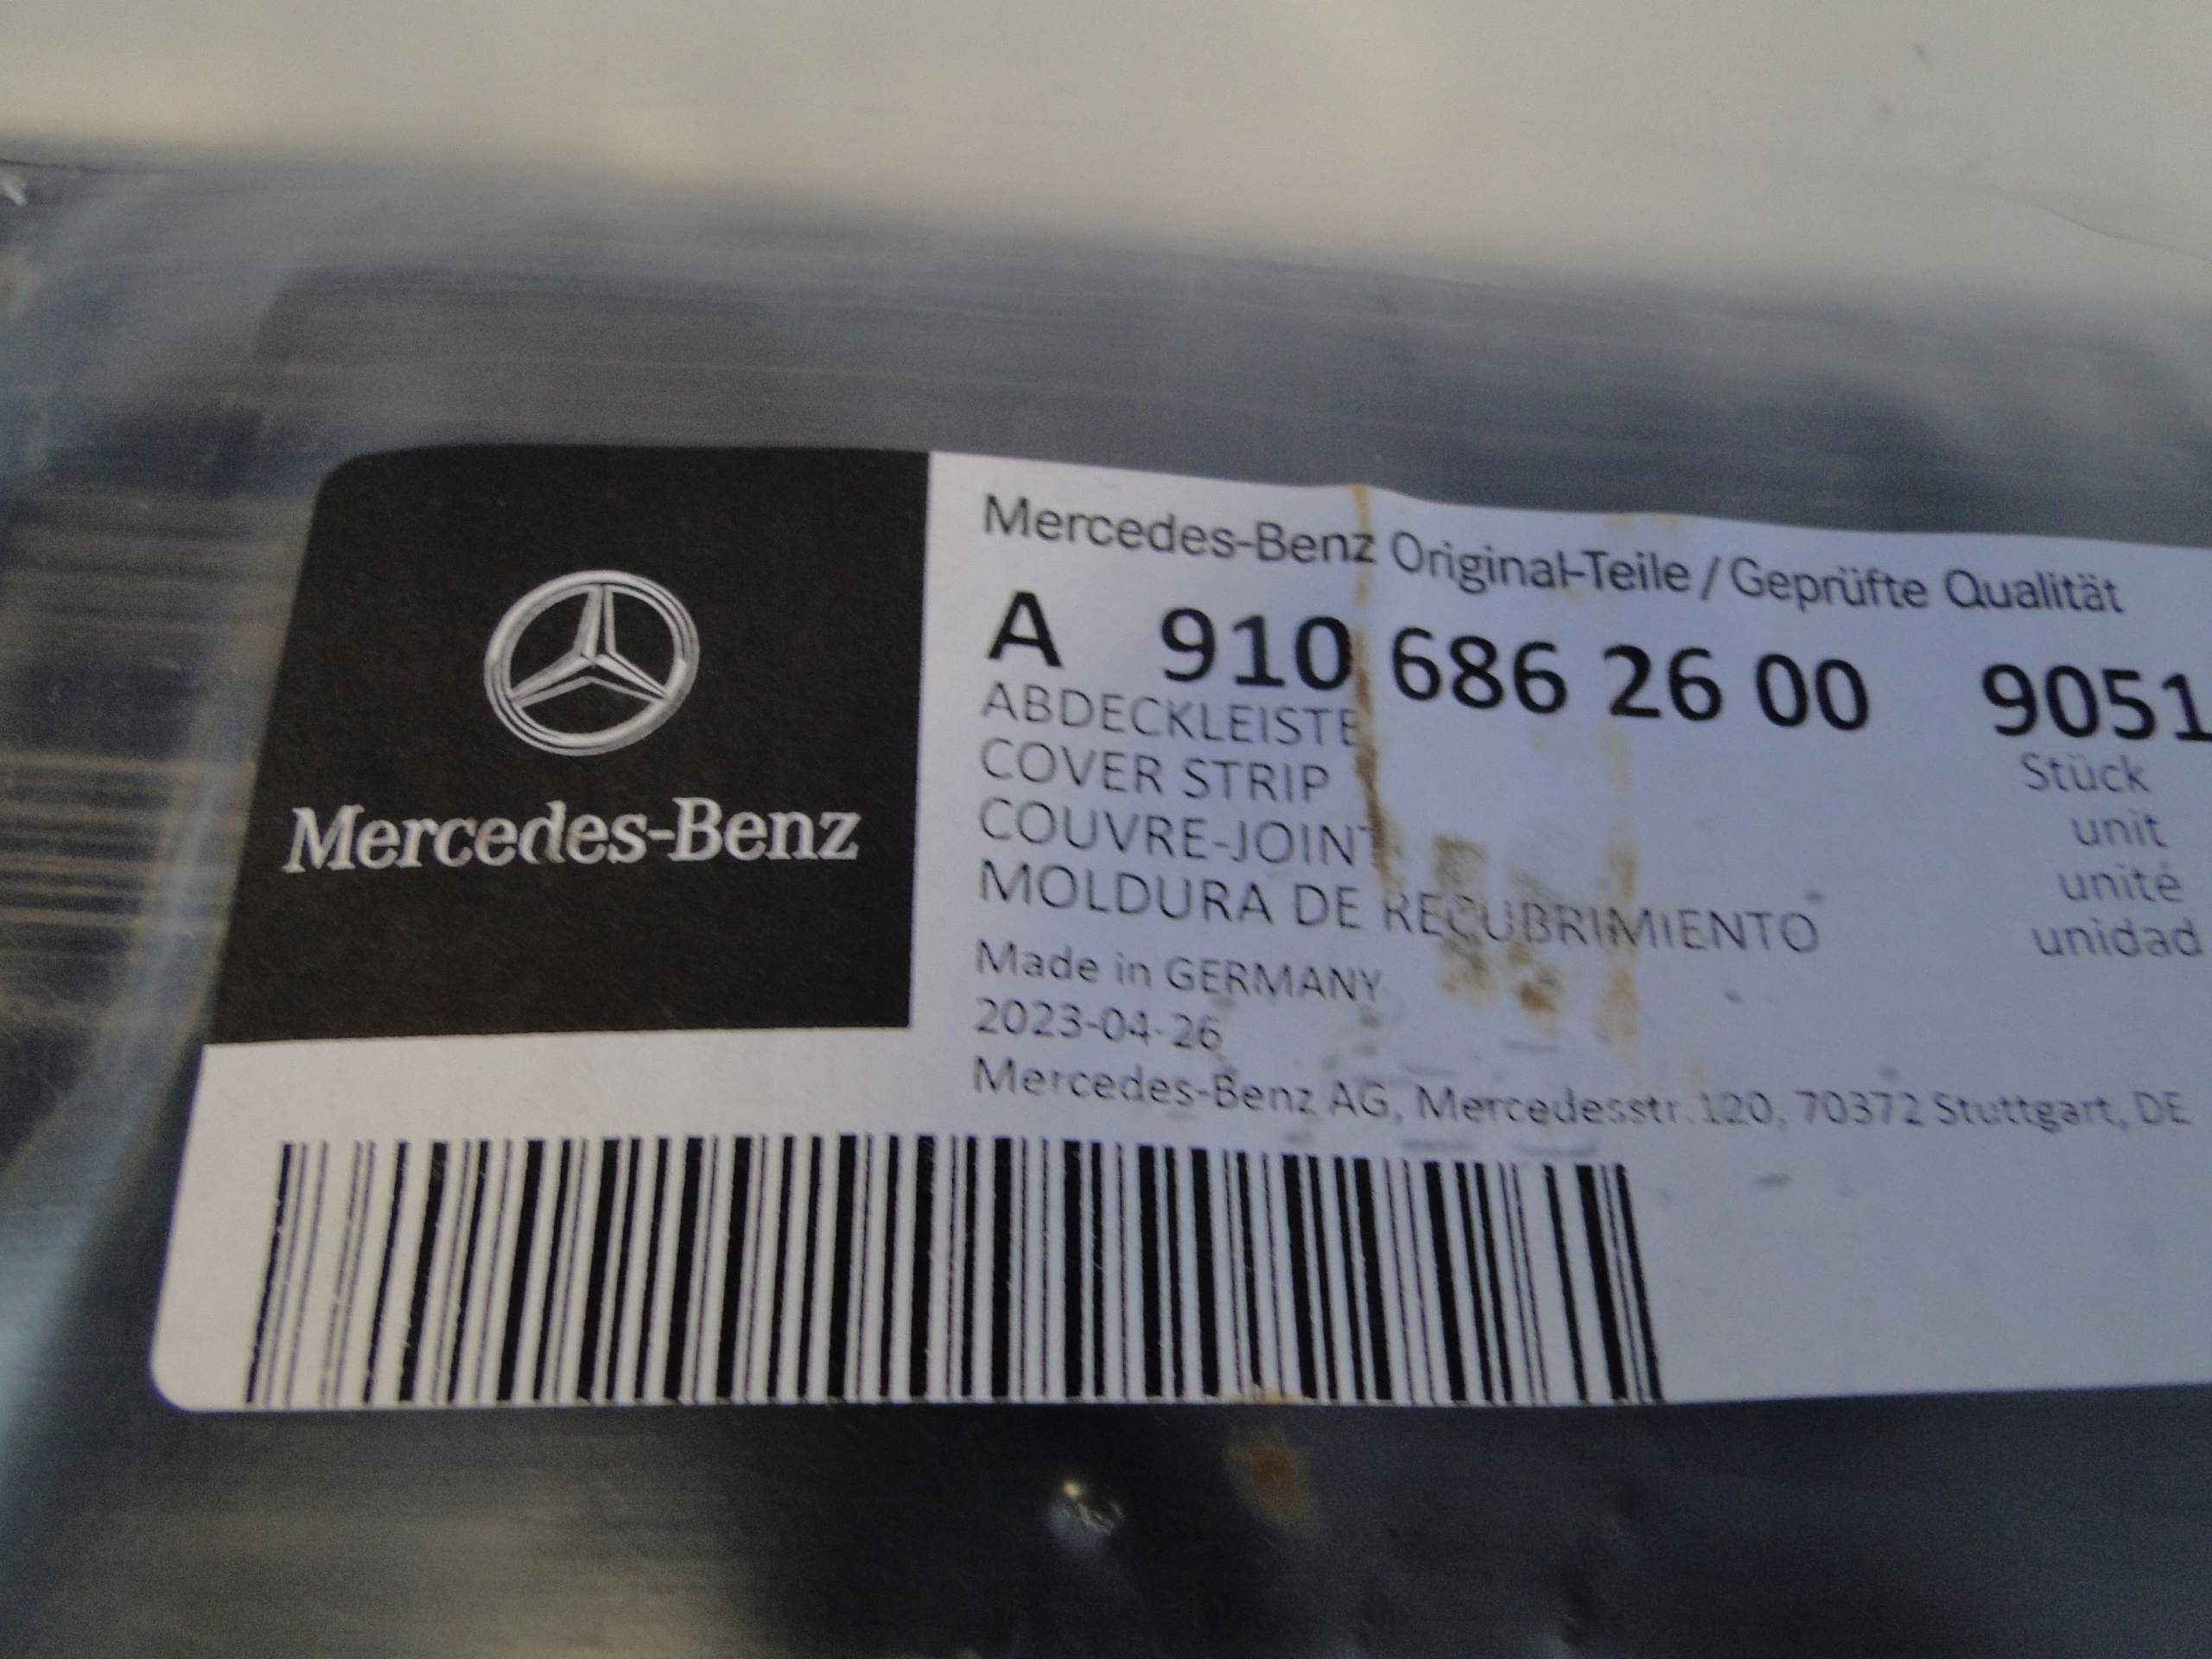 Mercedes-Benz
Mercedes-Benz Original-Teile / Geprüfte Qualität
A 910 686 26 00 9051
ABDECKLEISTE
COVER STRIP
COUVRE-JOINT
MOLDURA DE RECUBRIMIENTO
Stück
unit
unité
unidad
Made in GERMANY
2023-04-26
Mercedes-Benz AG, Mercedesstr.120, 70372 Stuttgart, DE